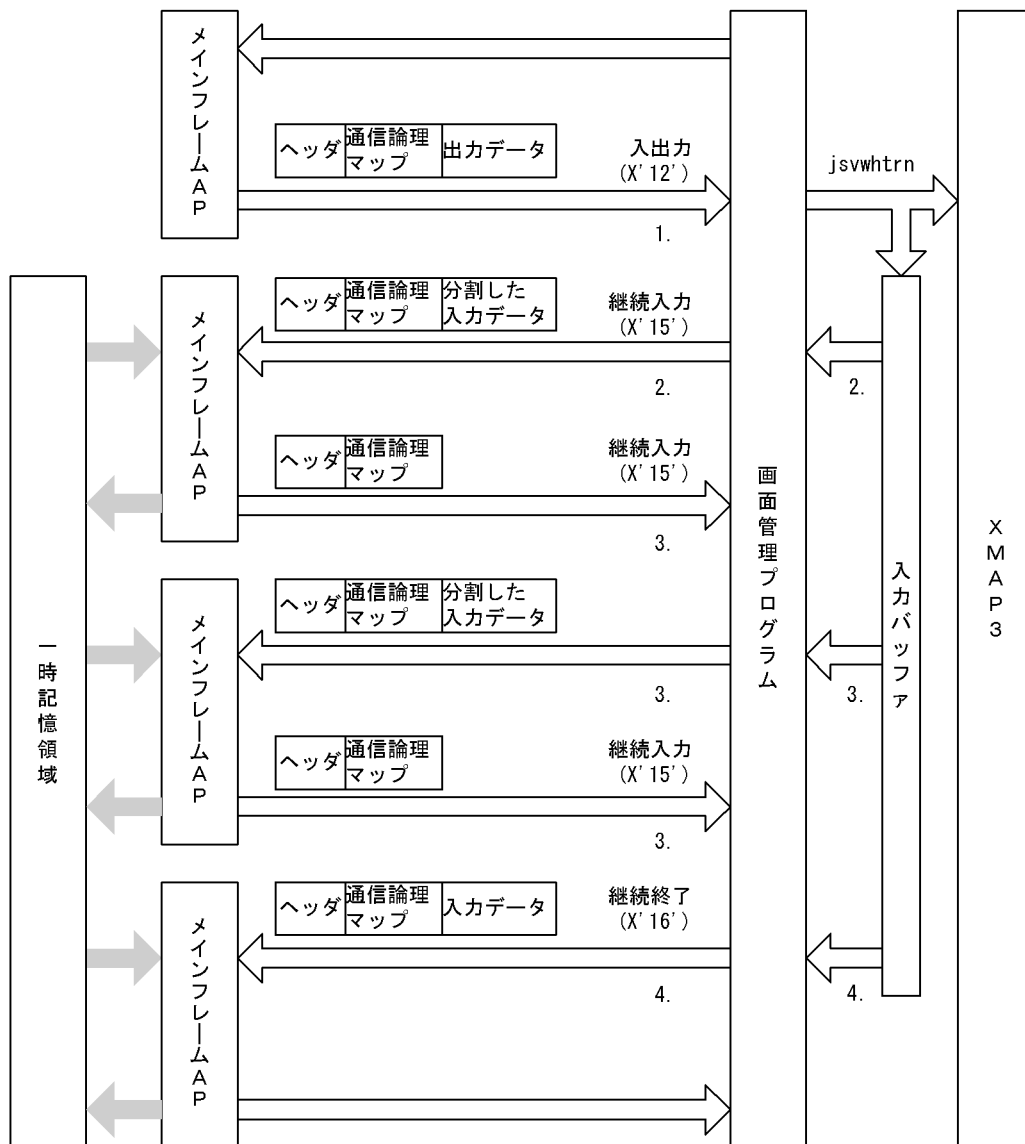 メインフレームAP
ヘッダ
通信論理
マップ
出力データ
入出力
(X'12')
1.
jsvwhtrn
メインフレームAP
ヘッダ
通信論理
マップ
分割した
入力データ
継続入力
(X'15')
2.
2.
ヘッダ
通信論理
マップ
継続入力
(X'15')
3.
メインフレームAP
ヘッダ
通信論理
マップ
分割した
入力データ
3.
3.
ヘッダ
通信論理
マップ
継続入力
(X'15')
3.
メインフレームAP
ヘッダ
通信論理
マップ
入力データ
継続終了
(X'16')
4.
4.
一時記憶領域
画面管理プログラム
入力バッファ
XMAP3